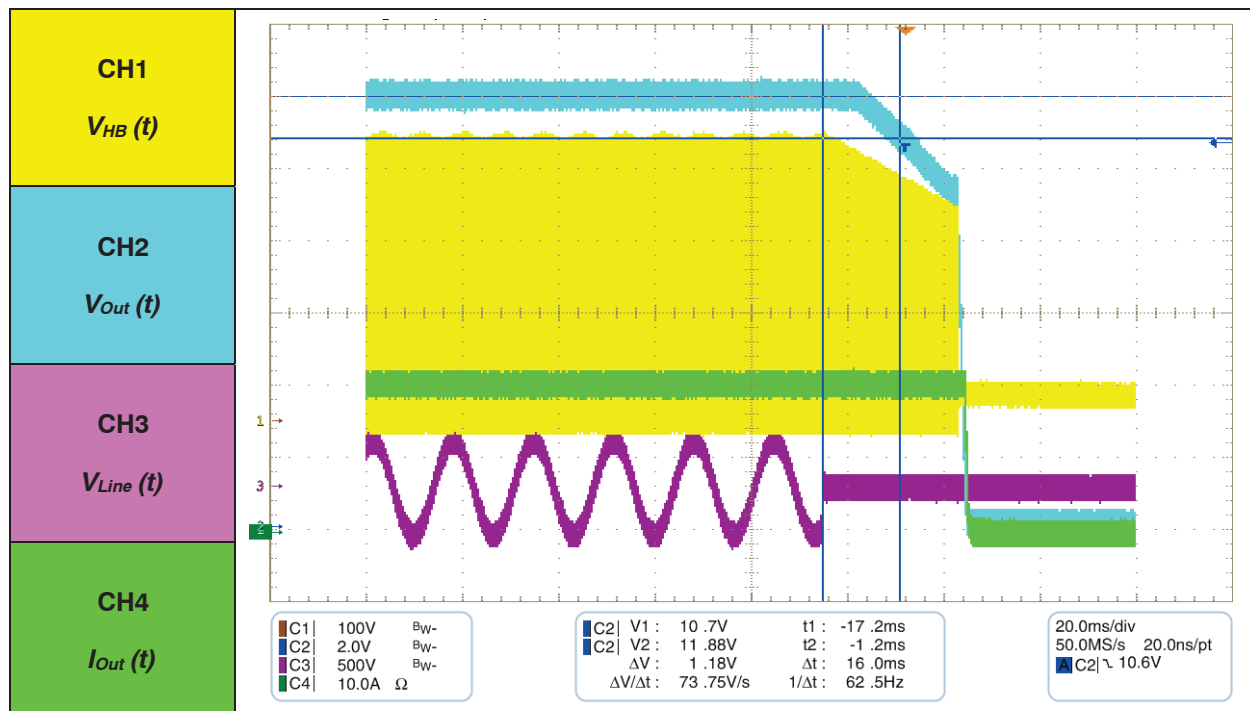 CH1
VHB (t)
CH2
VOut (t)
CH3
VLine (t)
CH4
IOut (t)
1
3
2
T
C1 100V BW-
C2 2.0V BW-
C3 500V BW-
C4 10.0A Ω
C2 V1 : 10 .7V t1 : -17 .2ms
C2 V2 : 11 .88V t2 : -1 .2ms
ΔV : 1 .18V Δt : 16 .0ms
ΔV/Δt : 73 .75V/s 1/Δt : 62 .5Hz
20.0ms/div
50.0MS/s 20.0ns/pt
A C2 10.6V